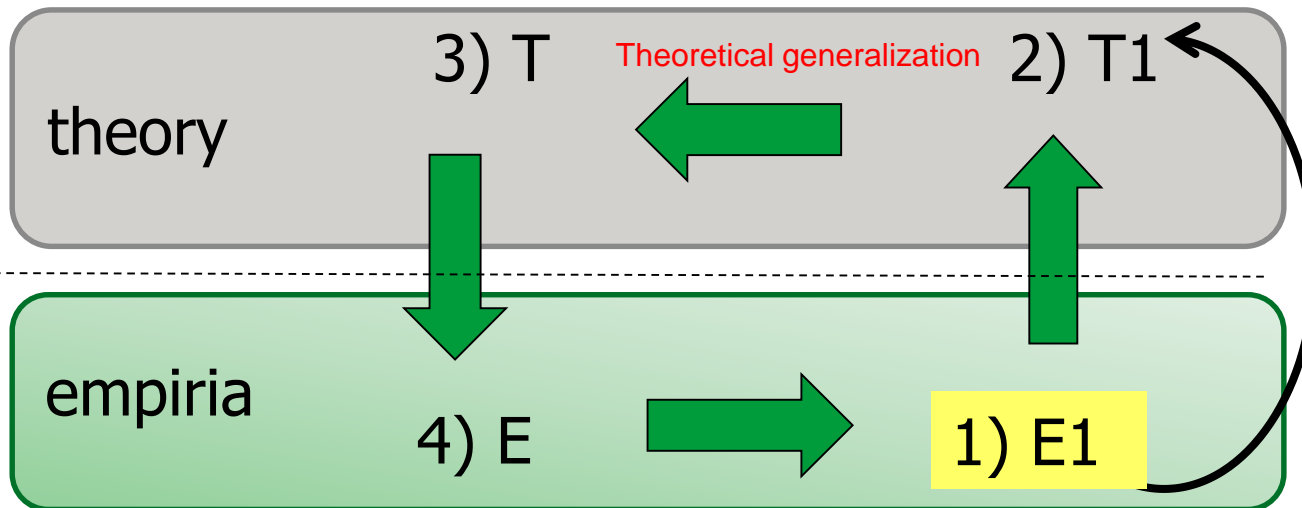 3) T Theoretical generalization 2) T1
theory
empiria
4) E 1) E1